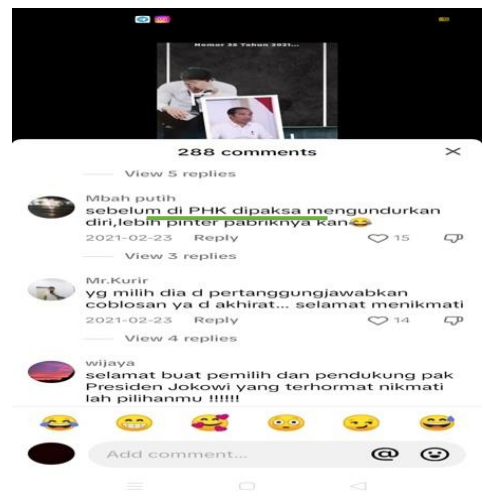 Nomor 35 Tahun 2021...
288 comments
View 5 replies
Mbah putih
sebelum di PHK dipaksa mengundurkan
diri,lebih pinter pabriknya kan😂
2021-02-23 Reply 15
View 3 replies
Mr.Kurir
yg milih dia d pertanggungjawabkan
coblosan ya d akhirat... selamat menikmati
2021-02-23 Reply 14
View 4 replies
wijaya
selamat buat pemilih dan pendukung pak
Presiden Jokowi yang terhormat nikmati
lah pilihanmu !!!!!!
Add comment... @